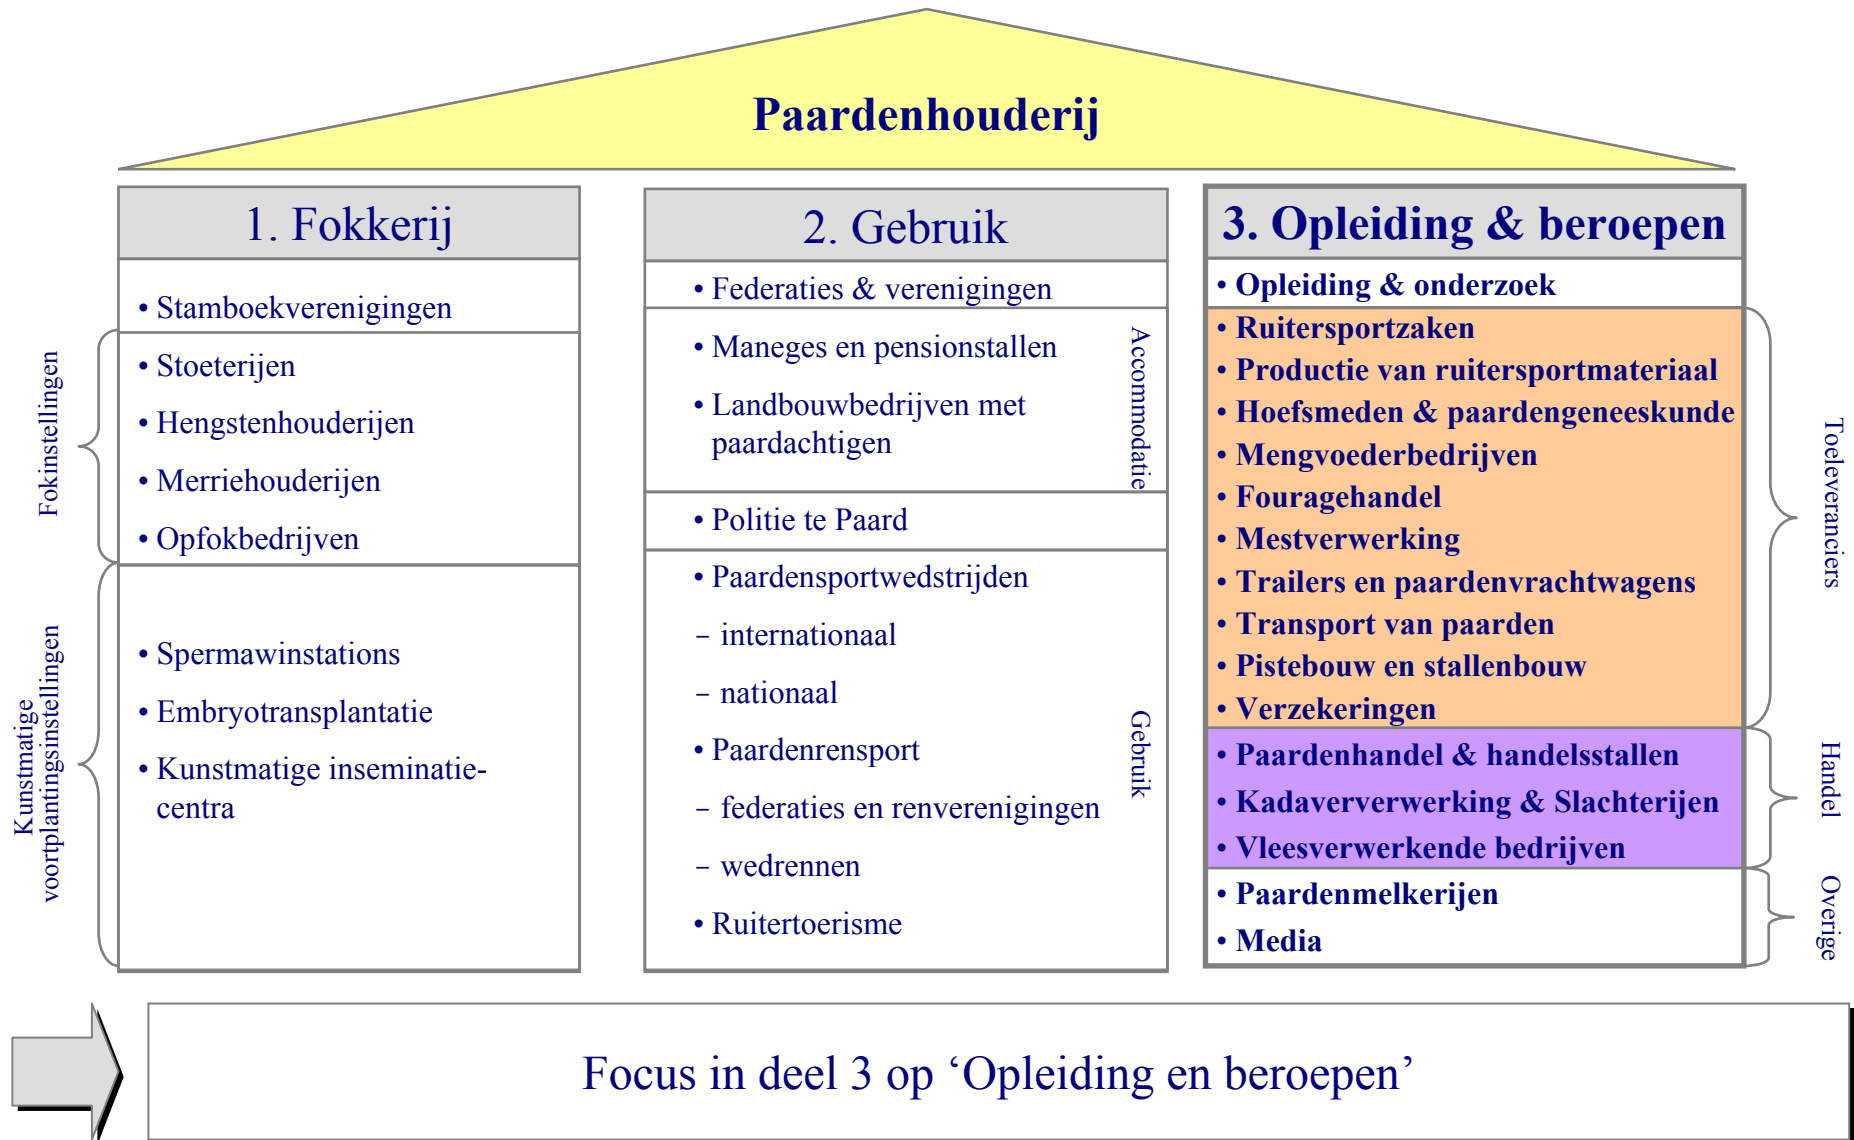 Paardenhouderij
1. Fokkerij
• Stamboekverenigingen
Fokinstellingen
• Stoeterijen
• Hengstenhouderijen
• Merriehouderijen
• Opfokbedrijven
Kunstmatige
voortplantingsinstellingen
• Spermawinstations
• Embryotransplantatie
• Kunstmatige inseminatie-
centra
2. Gebruik
• Federaties & verenigingen
• Maneges en pensionstallen
• Landbouwbedrijven met
paardachtigen
Accommodatie
• Politie te Paard
• Paardensportwedstrijden
– internationaal
– nationaal
• Paardenrensport
– federaties en renverenigingen
– wedrennen
• Ruitertoerisme
Gebruik
3. Opleiding & beroepen
• Opleiding & onderzoek
• Ruitersportzaken
• Productie van ruitersportmateriaal
• Hoefsmeden & paardengeneeskunde
• Mengvoederbedrijven
• Fouragehandel
• Mestverwerking
• Trailers en paardenvrachtwagens
• Transport van paarden
• Pistebouw en stallenbouw
• Verzekeringen
Toeleveranciers
• Paardenhandel & handelsstallen
• Kadaververwerking & Slachterijen
• Vleesverwerkende bedrijven
Handel
• Paardenmelkerijen
• Media
Overige
Focus in deel 3 op ‘Opleiding en beroepen’